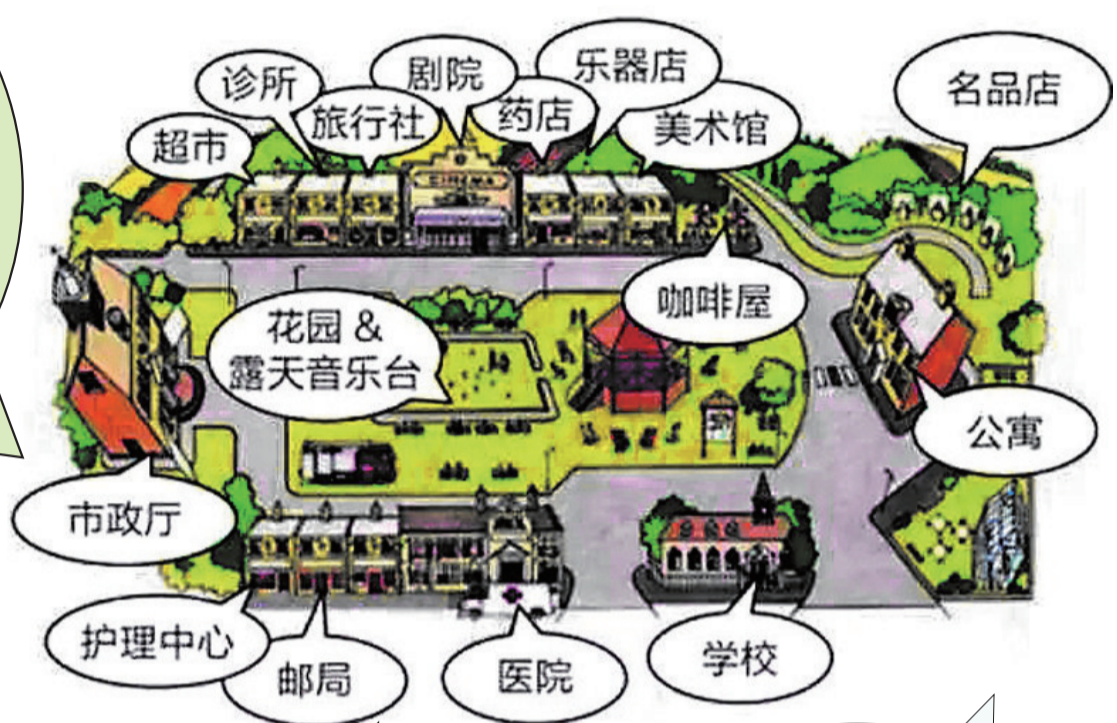 诊所
剧院
乐器店
名品店
超市
旅行社
药店
美术馆
CINEMA
咖啡屋
花园 &
露天音乐台
公寓
市政厅
护理中心
邮局
医院
学校